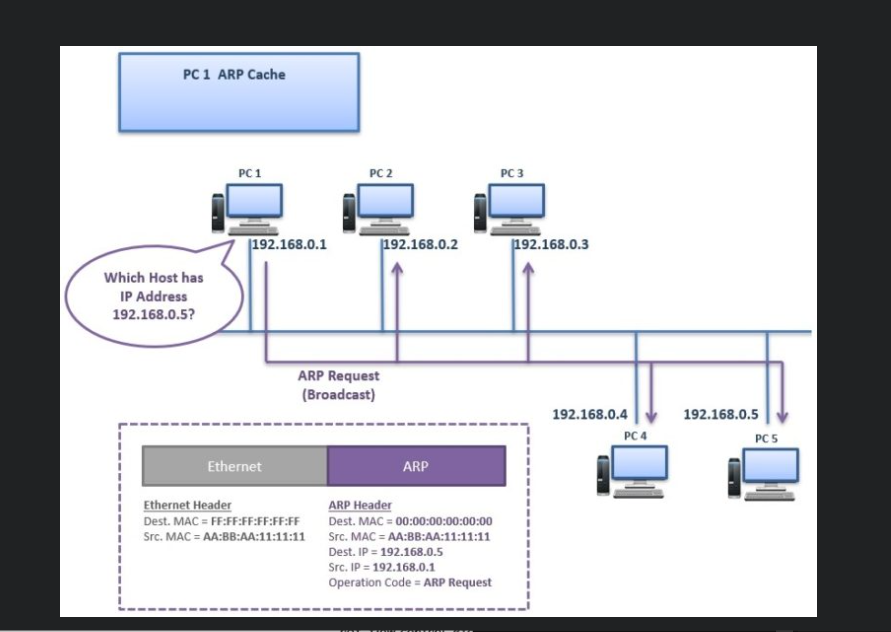 PC 1 ARP Cache
PC 1
PC 2
PC 3
192.168.0.1
192.168.0.2
192.168.0.3
Which Host has
IP Address
192.168.0.5?
ARP Request
(Broadcast)
192.168.0.4
192.168.0.5
PC 4
PC 5
Ethernet
ARP
Ethernet Header
Dest. MAC = FF:FF:FF:FF:FF:FF
Src. MAC = AA:BB:AA:11:11:11
ARP Header
Dest. MAC = 00:00:00:00:00:00
Src. MAC = AA:BB:AA:11:11:11
Dest. IP = 192.168.0.5
Src. IP = 192.168.0.1
Operation Code = ARP Request